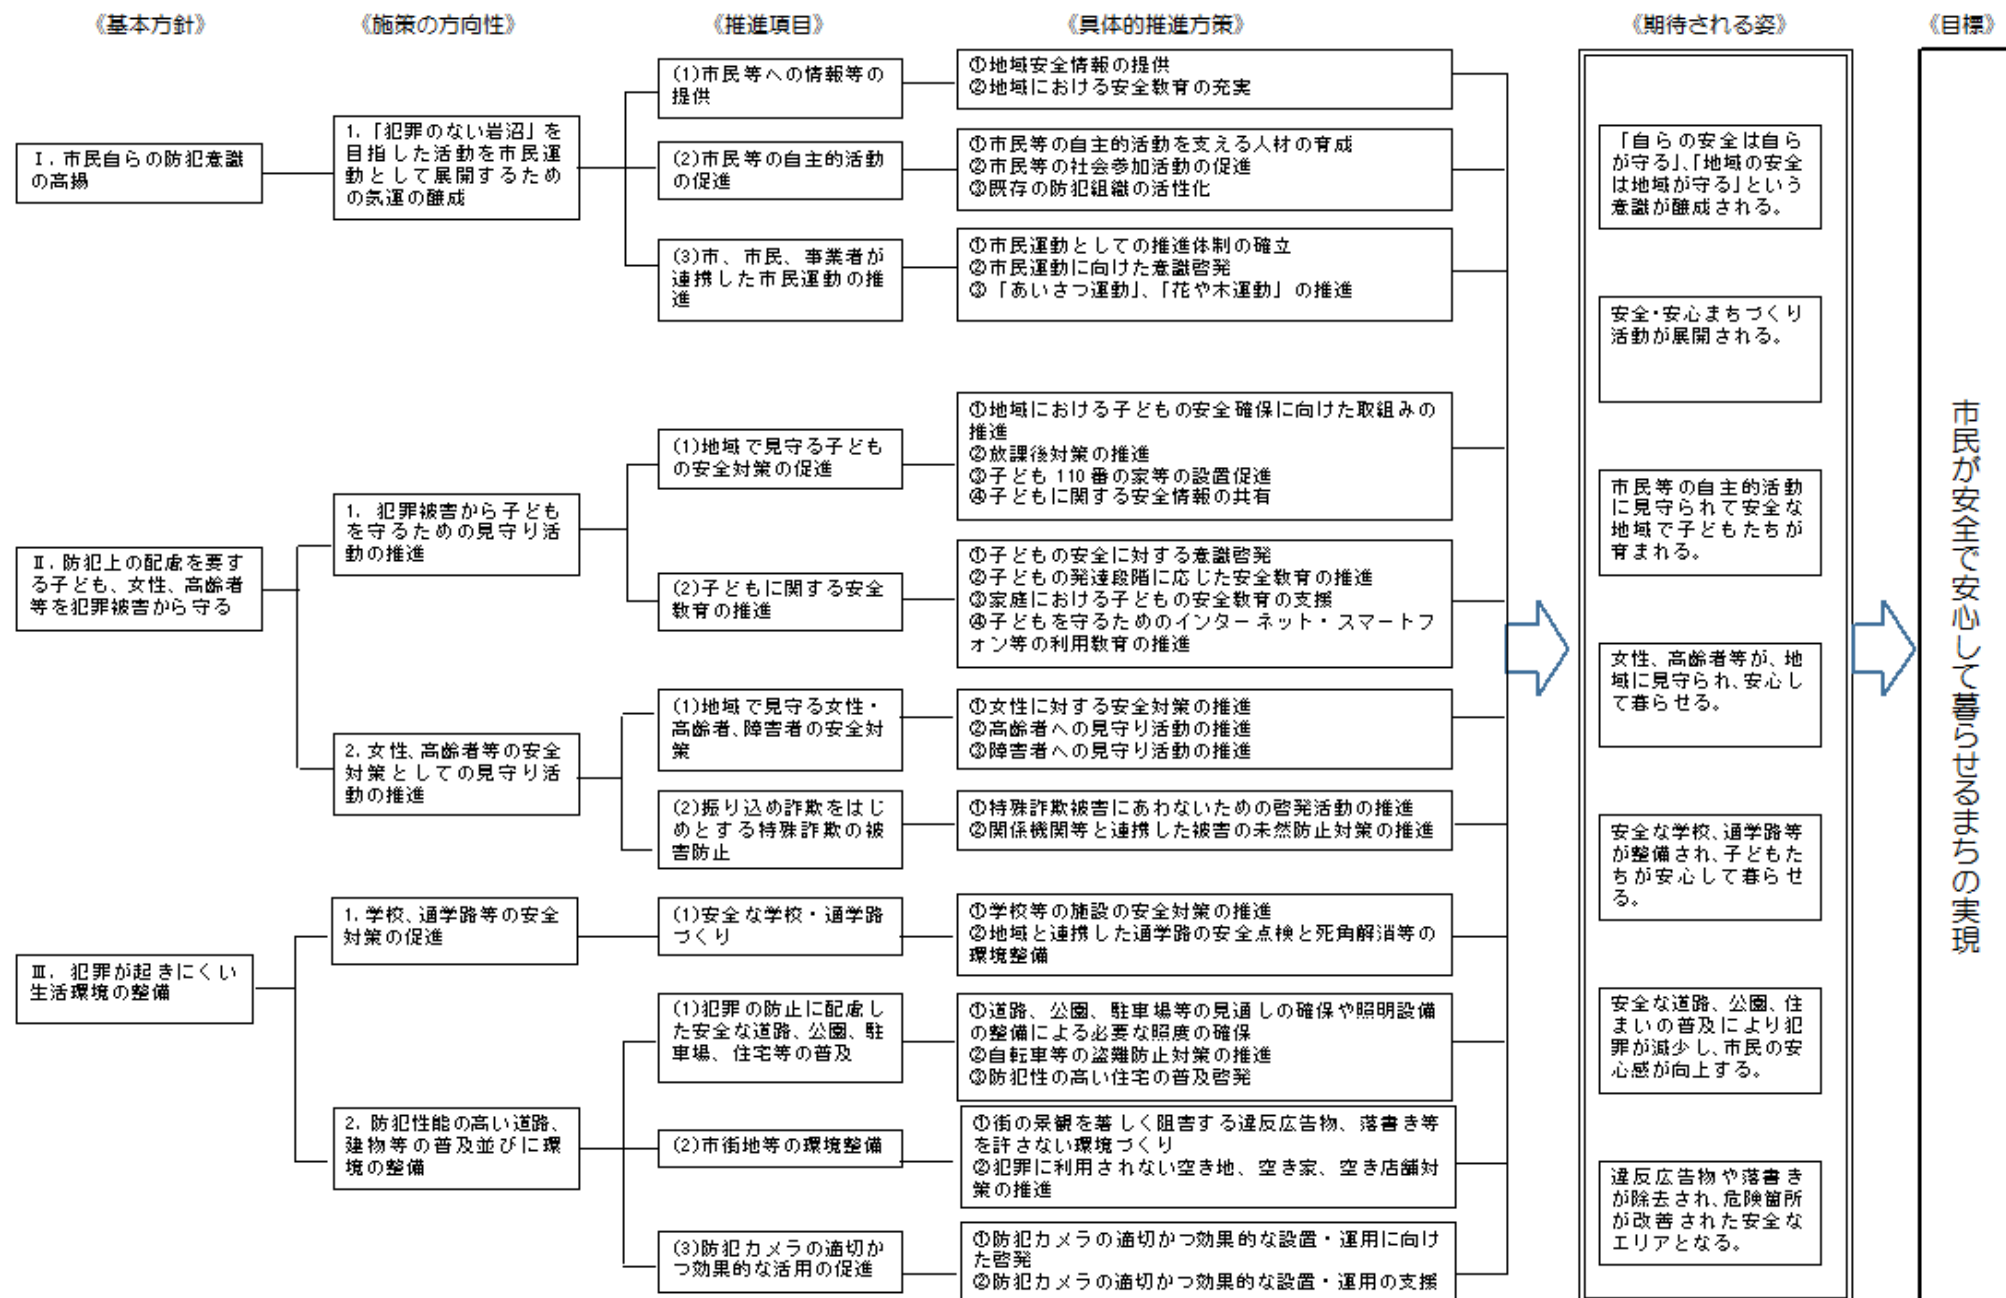 《基本方針》
《施策の方向性》
《推進項目》
《具体的推進方策》
《期待される姿》
《目標》
Ⅰ. 市民自らの防犯意識
の高揚
1. 「犯罪のない岩沼」を
目指した活動を市民運
動として展開するため
の気運の醸成
(1)市民等への情報等の
提供
①地域安全情報の提供
②地域における安全教育の充実
(2)市民等の自主的活動
の促進
①市民等の自主的活動を支える人材の育成
②市民等の社会参加活動の促進
③既存の防犯組織の活性化
(3)市、市民、事業者が
連携した市民運動の推
進
①市民運動としての推進体制の確立
②市民運動に向けた意識啓発
③「あいさつ運動」、「花や木運動」の推進
Ⅱ. 防犯上の配慮を要す
る子ども、女性、高齢者
等を犯罪被害から守る
1. 犯罪被害から子ども
を守るための見守り活
動の推進
(1)地域で見守る子ども
の安全対策の促進
①地域における子どもの安全確保に向けた取組みの
推進
②放課後対策の推進
③子ども 110 番の家等の設置促進
④子どもに関する安全情報の共有
(2)子どもに関する安全
教育の推進
①子どもの安全に対する意識啓発
②子どもの発達段階に応じた安全教育の推進
③家庭における子どもの安全教育の支援
④子どもを守るためのインターネット・スマートフ
ォン等の利用教育の推進
2. 女性、高齢者等の安全
対策としての見守り活
動の推進
(1)地域で見守る女性・
高齢者、障害者の安全対
策
①女性に対する安全対策の推進
②高齢者への見守り活動の推進
③障害者への見守り活動の推進
(2)振り込め詐欺をはじ
めとする特殊詐欺の被
害防止
①特殊詐欺被害にあわないための啓発活動の推進
②関係機関等と連携した被害の未然防止対策の推進
Ⅲ. 犯罪が起きにくい
生活環境の整備
1. 学校、通学路等の安全
対策の促進
(1)安全な学校・通学路
づくり
①学校等の施設の安全対策の推進
②地域と連携した通学路の安全点検と死角解消等の
環境整備
2. 防犯性能の高い道路、
建物等の普及並びに環
境の整備
(1)犯罪の防止に配慮し
た安全な道路、公園、駐
車場、住宅等の普及
①道路、公園、駐車場等の見通しの確保や照明設備
の整備による必要な照度の確保
②自転車等の盗難防止対策の推進
③防犯性の高い住宅の普及啓発
(2)市街地等の環境整備
①街の景観を著しく阻害する違反広告物、落書き等
を許さない環境づくり
②犯罪に利用されない空き地、空き家、空き店舗対
策の推進
(3)防犯カメラの適切か
つ効果的な活用の促進
①防犯カメラの適切かつ効果的な設置・運用に向け
た啓発
②防犯カメラの適切かつ効果的な設置・運用の支援
「自らの安全は自ら
が守る」、「地域の安全
は地域が守る」という
意識が醸成される。
安全・安心まちづくり
活動が展開される。
市民等の自主的活動
に見守られて安全な
地域で子どもたちが
育まれる。
女性、高齢者等が、地
域に見守られ、安心し
て暮らせる。
安全な学校、通学路等
が整備され、子どもた
ちが安心して暮らせ
る。
安全な道路、公園、住
まいの普及により犯
罪が減少し、市民の安
心感が向上する。
違反広告物や落書き
が除去され、危険箇所
が改善された安全な
エリアとなる。
市民が安全で安心して暮らせるまちの実現